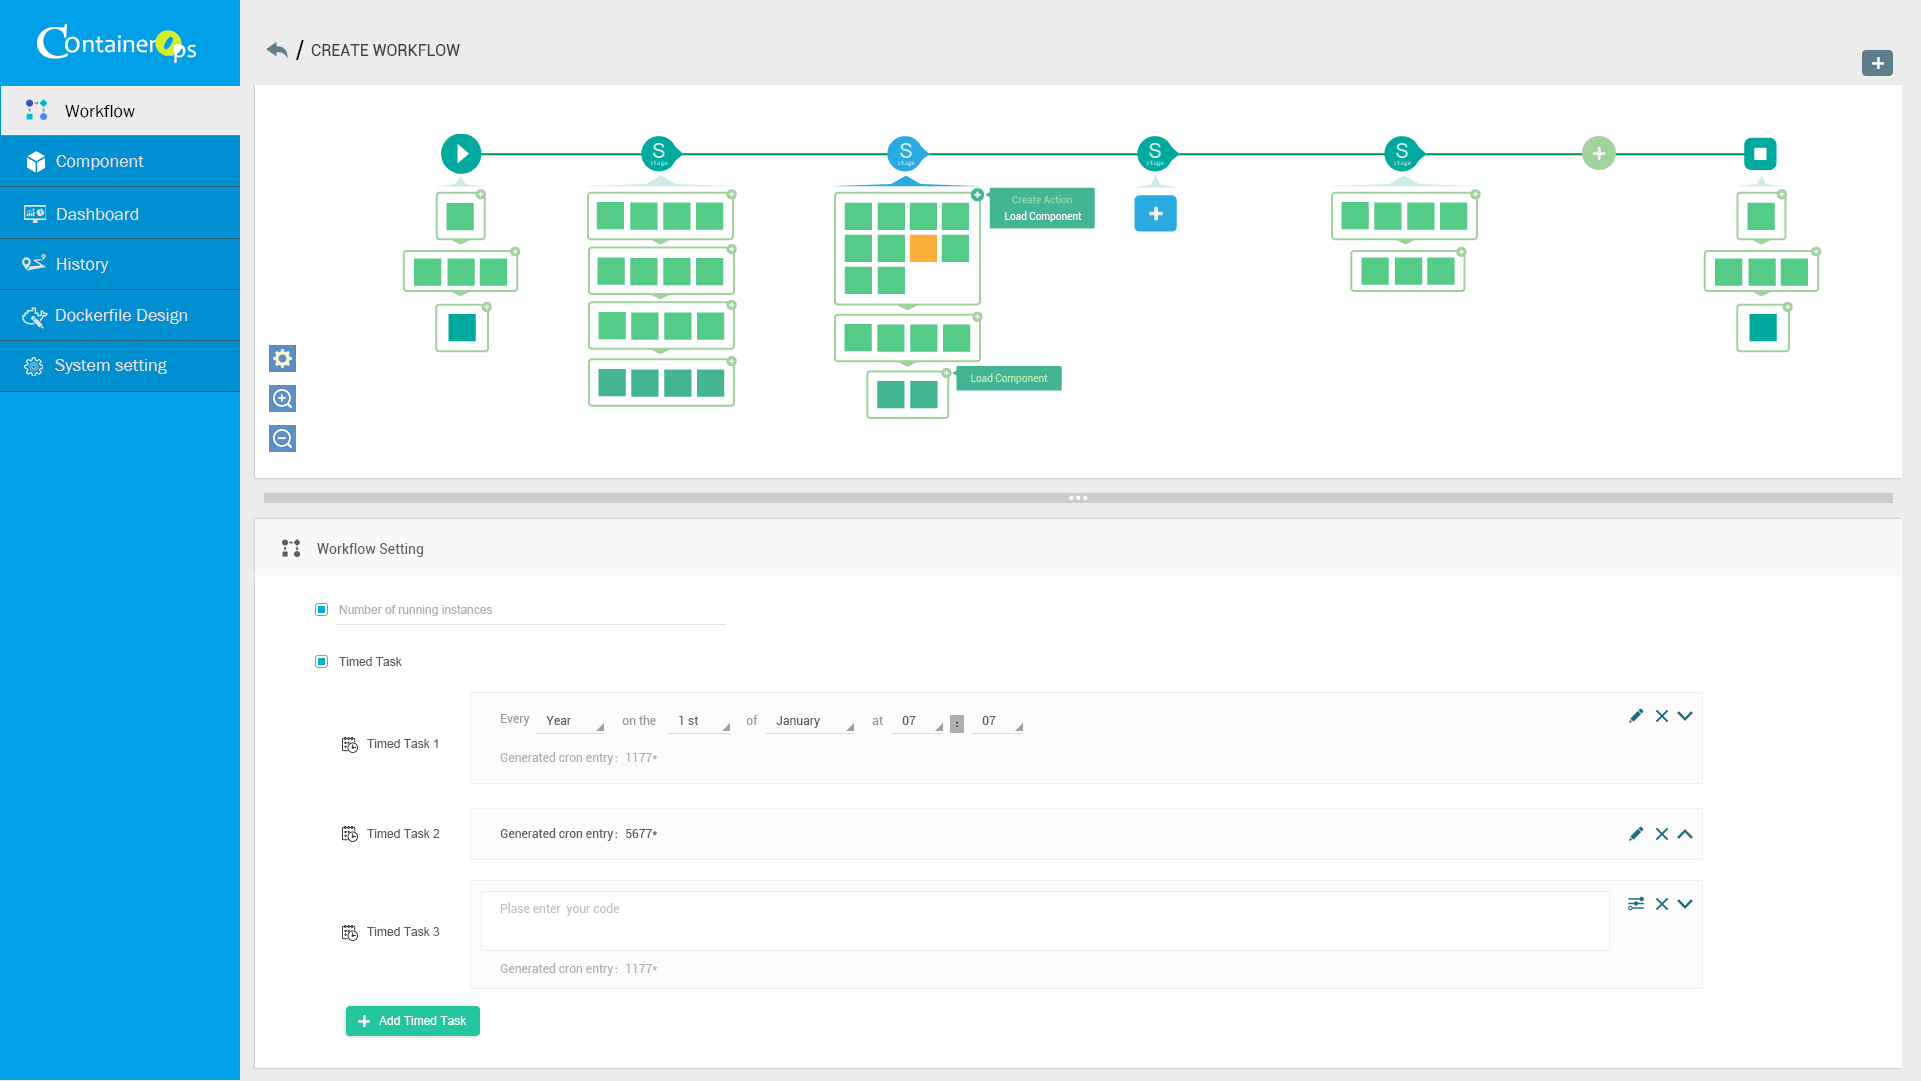 ContainerOps
/ CREATE WORKFLOW
Workflow
Component
Dashboard
History
Dockerfile Design
System setting
S
stage
S
stage
S
stage
S
stage
Create Action
Load Component
Load Component
Workflow Setting
Number of running instances
Timed Task
Timed Task 1
Every Year on the 1 st of January at 07 : 07
Generated cron entry: 1177*
Timed Task 2
Generated cron entry: 5677*
Timed Task 3
Plase enter your code
Generated cron entry: 1177*
Add Timed Task